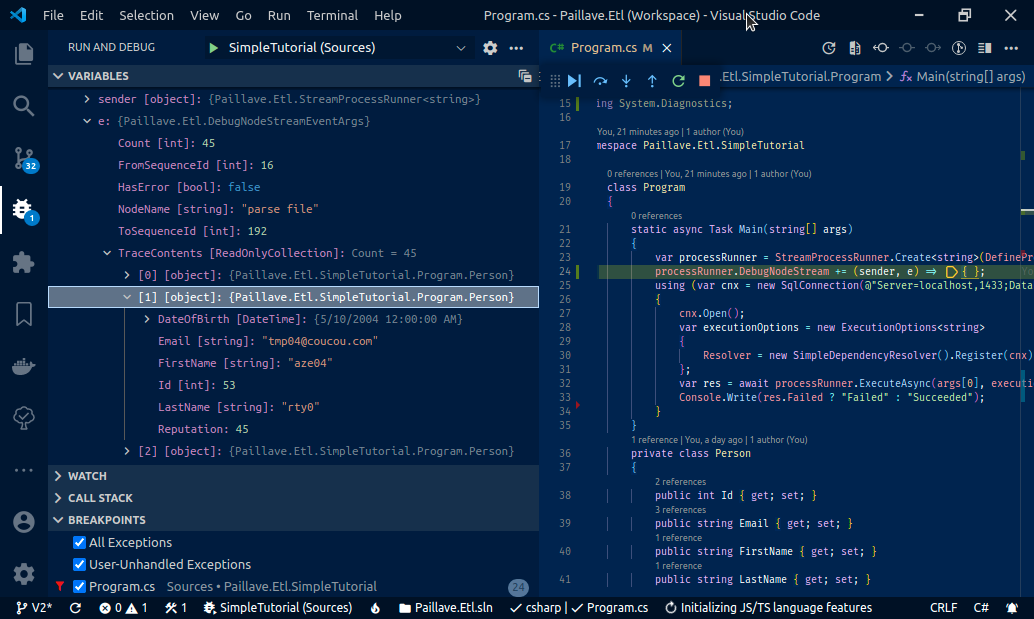 File Edit Selection View Go Run Terminal Help Program.cs - Paillave.Etl (Workspace) - Visual Studio Code
RUN AND DEBUG SimpleTutorial (Sources)
VARIABLES
sender [object]: {Paillave.Etl.StreamProcessRunner<string>}
e: {Paillave.Etl.DebugNodeStreamEventArgs}
Count [int]: 45
FromSequenceId [int]: 16
HasError [bool]: false
NodeName [string]: "parse file"
ToSequenceId [int]: 192
TraceContents [ReadOnlyCollection]: Count = 45
[0] [object]: {Paillave.Etl.SimpleTutorial.Program.Person}
[1] [object]: {Paillave.Etl.SimpleTutorial.Program.Person}
DateOfBirth [DateTime]: {5/10/2004 12:00:00 AM}
Email [string]: "tmp04@coucou.com"
FirstName [string]: "aze04"
Id [int]: 53
LastName [string]: "rty0"
Reputation: 45
[2] [object]: {Paillave.Etl.SimpleTutorial.Program.Person}
WATCH
CALL STACK
BREAKPOINTS
All Exceptions
User-Unhandled Exceptions
Program.cs Sources • Paillave.Etl.SimpleTutorial 24
32
1
C# Program.cs M
.Etl.SimpleTutorial.Program > Main(string[] args)
15 ing System.Diagnostics;
16
You, 21 minutes ago | 1 author (You)
17 mespace Paillave.Etl.SimpleTutorial
18
0 references | You, 21 minutes ago | 1 author (You)
19 class Program
20 {
0 references
21 static async Task Main(string[] args)
22 {
23 var processRunner = StreamProcessRunner.Create<string>(DefinePr
24 processRunner.DebugNodeStream += (sender, e) => { }; Yo
25 using (var cnx = new SqlConnection(@"Server=localhost,1433;Data
26 {
27 cnx.Open();
28 var executionOptions = new ExecutionOptions<string>
29 {
30 Resolver = new SimpleDependencyResolver().Register(cnx)
31 };
32 var res = await processRunner.ExecuteAsync(args[0], executi
33 Console.Write(res.Failed ? "Failed" : "Succeeded");
34 }
35 }
1 reference | You, a day ago | 1 author (You)
36 private class Person
37 {
2 references
38 public int Id { get; set; }
3 references
39 public string Email { get; set; }
1 reference
40 public string FirstName { get; set; }
1 reference
41 public string LastName { get; set; }
V2* 0 1 1 SimpleTutorial (Sources) Paillave.Etl.sln csharp | Program.cs Initializing JS/TS language features CRLF C#